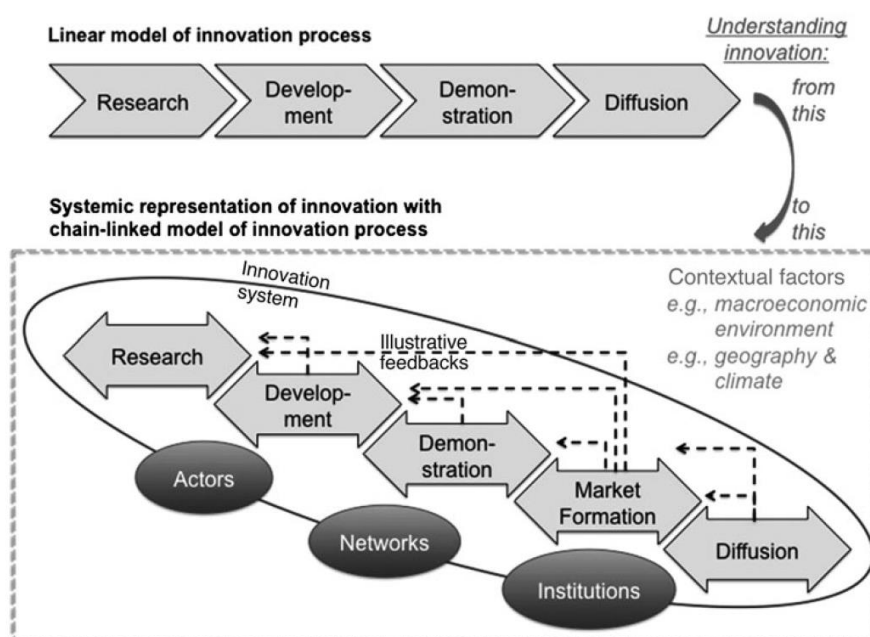 Linear model of innovation process
Understanding
innovation:
from
this
Research
Develop-
ment
Demon-
stration
Diffusion
to
this
Systemic representation of innovation with
chain-linked model of innovation process
Innovation
system
Contextual factors
e.g., macroeconomic
environment
e.g., geography &
climate
Illustrative
feedbacks
Research
Develop-
ment
Demon-
stration
Market
Formation
Diffusion
Actors
Networks
Institutions